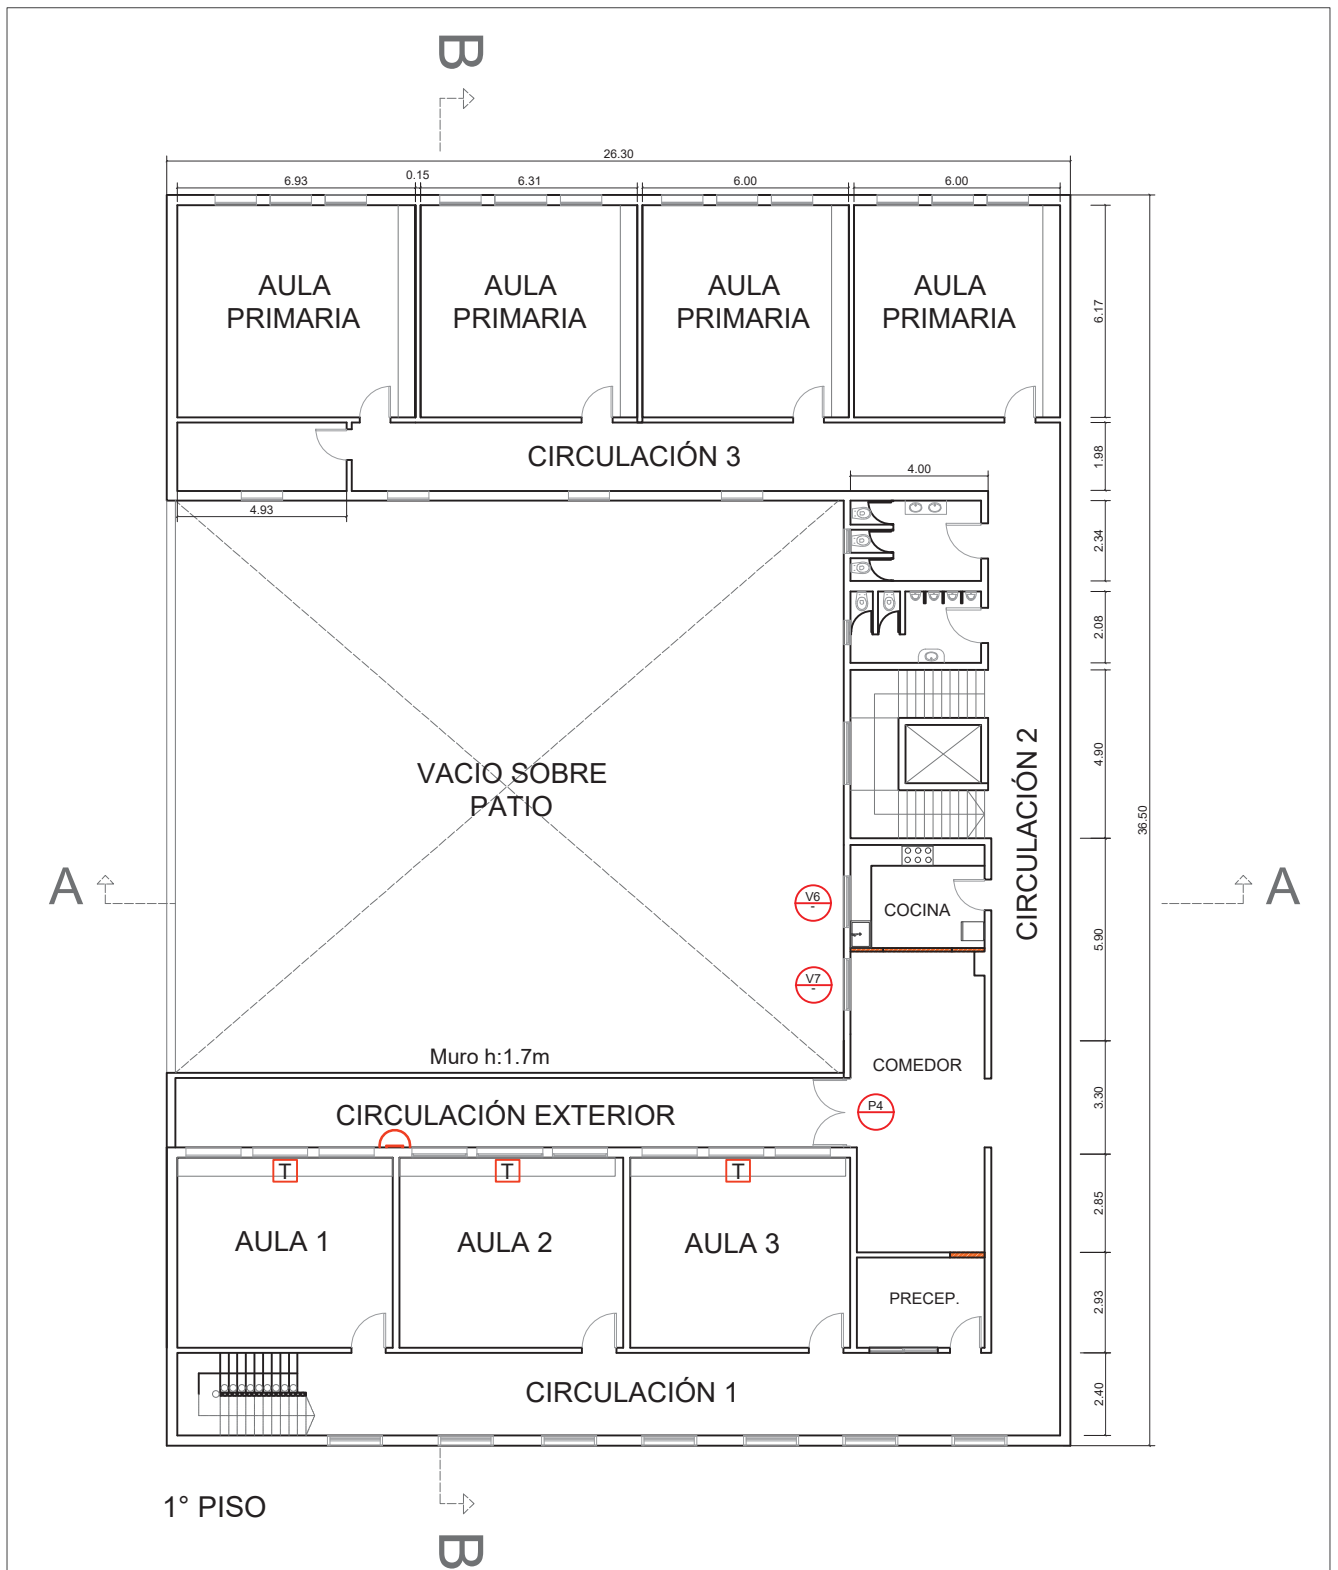 B
26.30
6.93
0.15
6.31
6.00
6.00
AULA
PRIMARIA
AULA
PRIMARIA
AULA
PRIMARIA
AULA
PRIMARIA
6.17
CIRCULACIÓN 3
1.98
4.00
4.93
2.34
2.08
VACIO SOBRE
PATIO
4.90
CIRCULACIÓN 2
36.50
A
A
V6
-
COCINA
5.90
V7
-
Muro h:1.7m
COMEDOR
CIRCULACIÓN EXTERIOR
P4
3.30
T
T
T
2.85
AULA 1
AULA 2
AULA 3
PRECEP.
2.93
CIRCULACIÓN 1
2.40
1° PISO
B